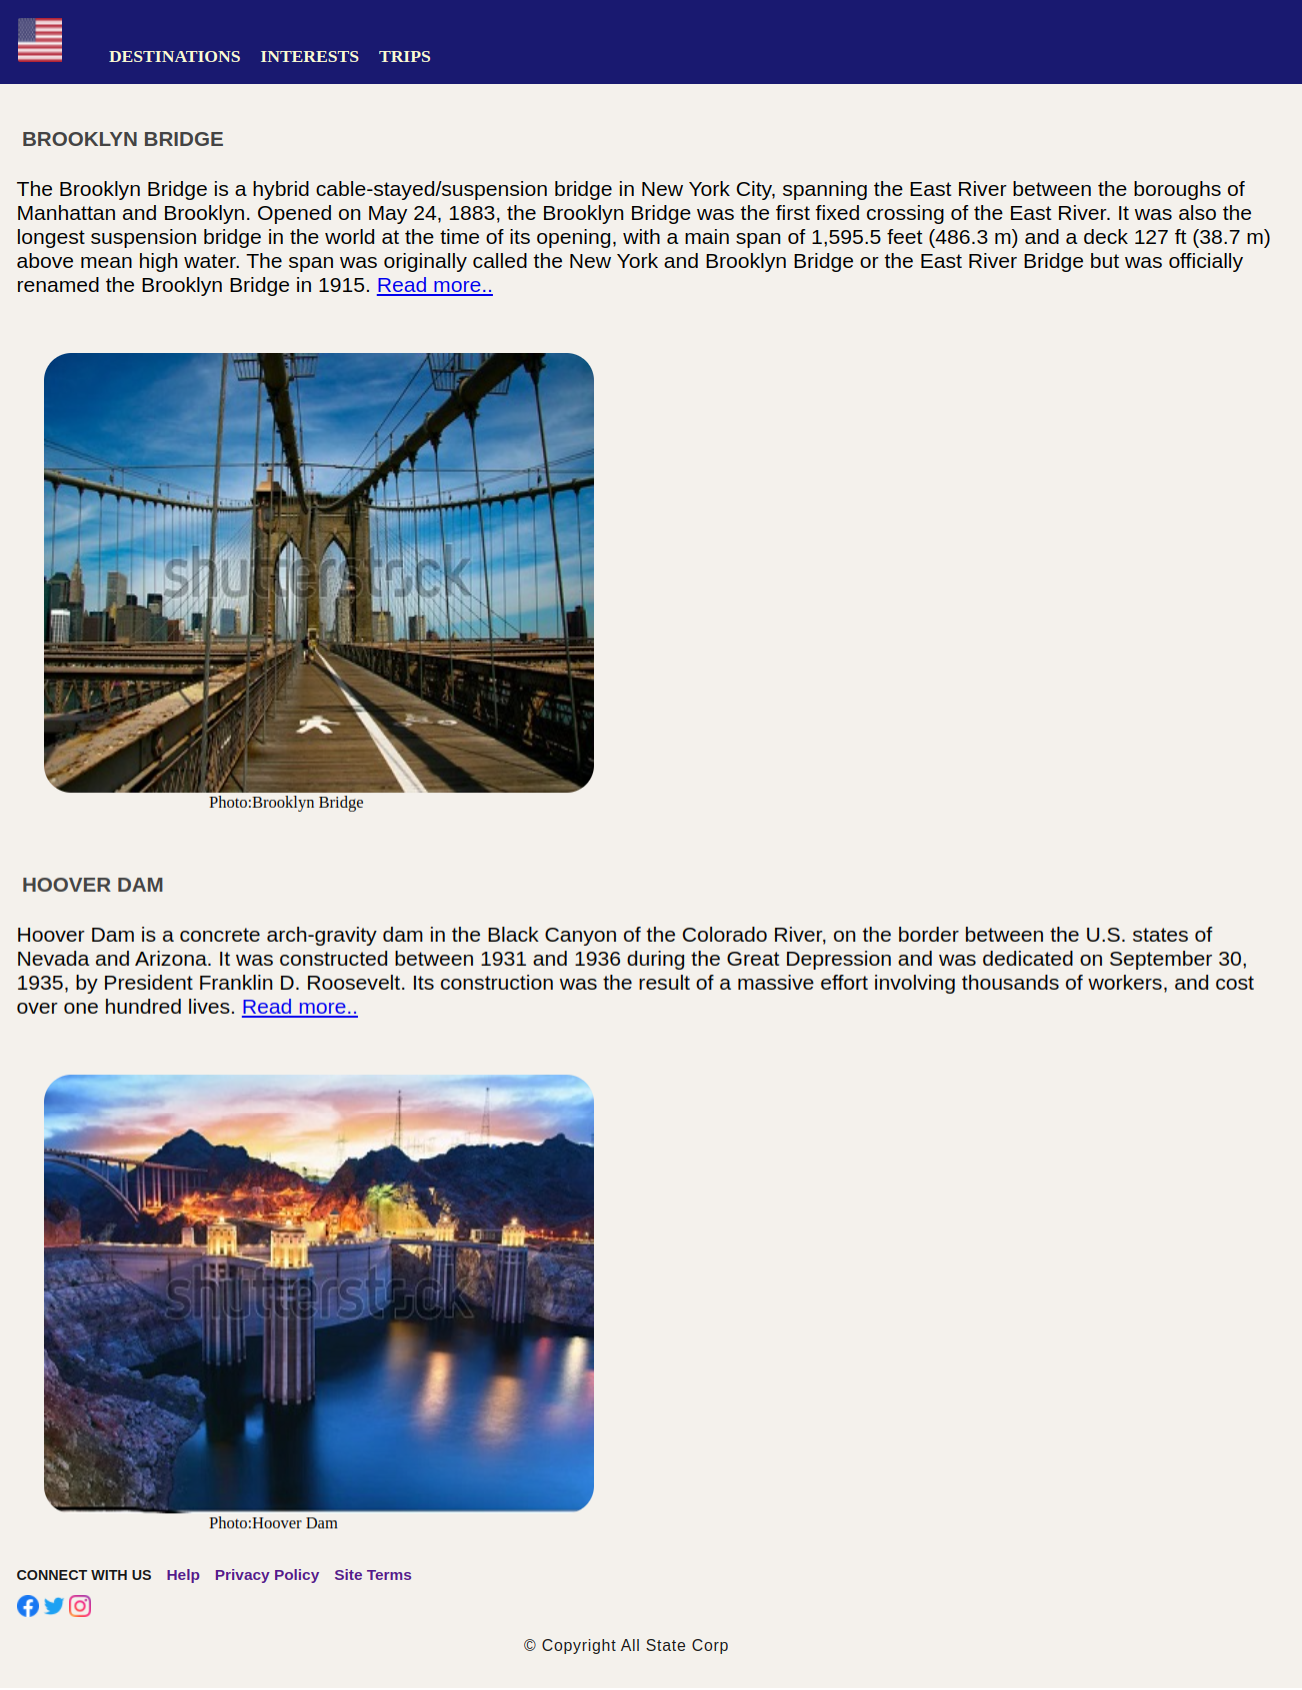 DESTINATIONS INTERESTS TRIPS
BROOKLYN BRIDGE
The Brooklyn Bridge is a hybrid cable-stayed/suspension bridge in New York City, spanning the East River between the boroughs of
Manhattan and Brooklyn. Opened on May 24, 1883, the Brooklyn Bridge was the first fixed crossing of the East River. It was also the
longest suspension bridge in the world at the time of its opening, with a main span of 1,595.5 feet (486.3 m) and a deck 127 ft (38.7 m)
above mean high water. The span was originally called the New York and Brooklyn Bridge or the East River Bridge but was officially
renamed the Brooklyn Bridge in 1915. Read more..
shutterstock
Photo:Brooklyn Bridge
HOOVER DAM
Hoover Dam is a concrete arch-gravity dam in the Black Canyon of the Colorado River, on the border between the U.S. states of
Nevada and Arizona. It was constructed between 1931 and 1936 during the Great Depression and was dedicated on September 30,
1935, by President Franklin D. Roosevelt. Its construction was the result of a massive effort involving thousands of workers, and cost
over one hundred lives. Read more..
shutterstock
Photo:Hoover Dam
CONNECT WITH US Help Privacy Policy Site Terms
© Copyright All State Corp